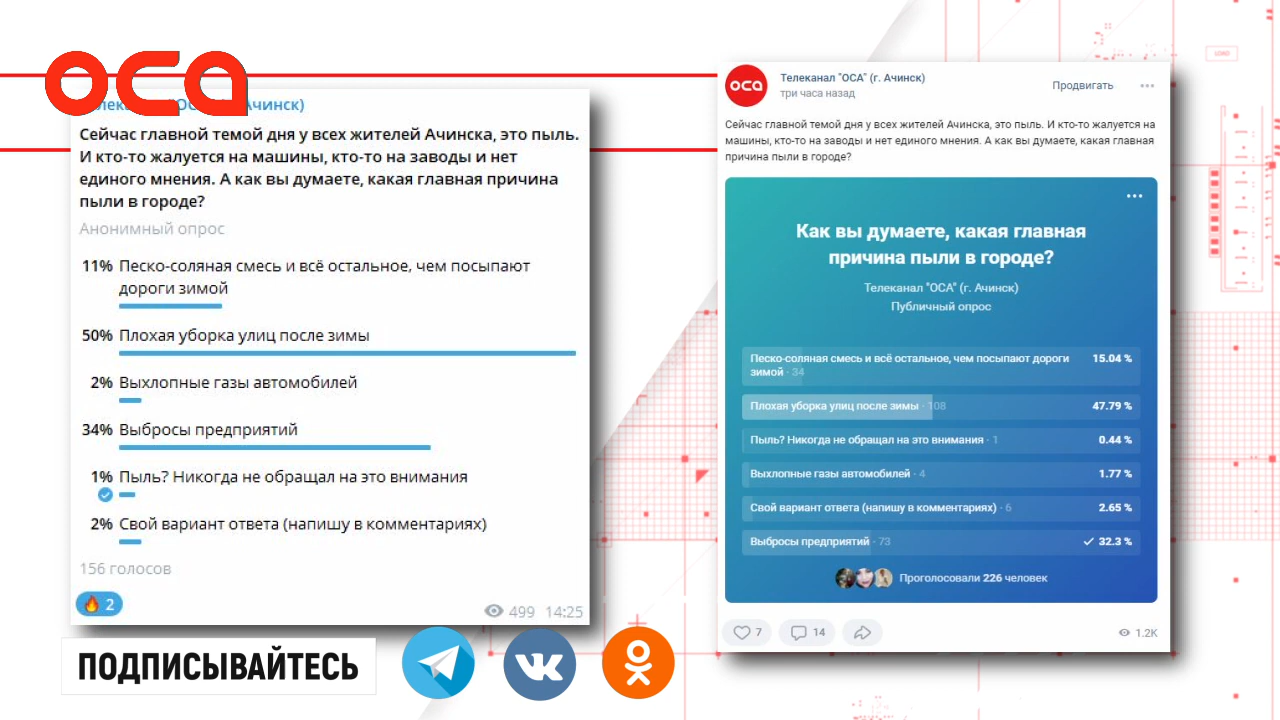 оса
Сейчас главной темой дня у всех жителей Ачинска, это пыль.
И кто-то жалуется на машины, кто-то на заводы и нет
единого мнения. А как вы думаете, какая главная причина
пыли в городе?
Анонимный опрос
11% Песко-соляная смесь и всё остальное, чем посыпают
дороги зимой
50% Плохая уборка улиц после зимы
2% Выхлопные газы автомобилей
34% Выбросы предприятий
1% Пыль? Никогда не обращал на это внимания
2% Свой вариант ответа (напишу в комментариях)
156 голосов
2
499 14:25
ПОДПИСЫВАЙТЕСЬ
оса
Телеканал "ОСА" (г. Ачинск)
три часа назад
Продвигать
Сейчас главной темой дня у всех жителей Ачинска, это пыль. И кто-то жалуется на
машины, кто-то на заводы и нет единого мнения. А как вы думаете, какая главная
причина пыли в городе?
Как вы думаете, какая главная
причина пыли в городе?
Телеканал "ОСА" (г. Ачинск)
Публичный опрос
Песко-соляная смесь и всё остальное, чем посыпают дороги 15.04 %
зимой · 34
Плохая уборка улиц после зимы · 108 47.79 %
Пыль? Никогда не обращал на это внимания · 1 0.44 %
Выхлопные газы автомобилей · 4 1.77 %
Свой вариант ответа (напишу в комментариях) · 6 2.65 %
Выбросы предприятий · 73 32.3 %
Проголосовали 226 человек
7 14 1.2K